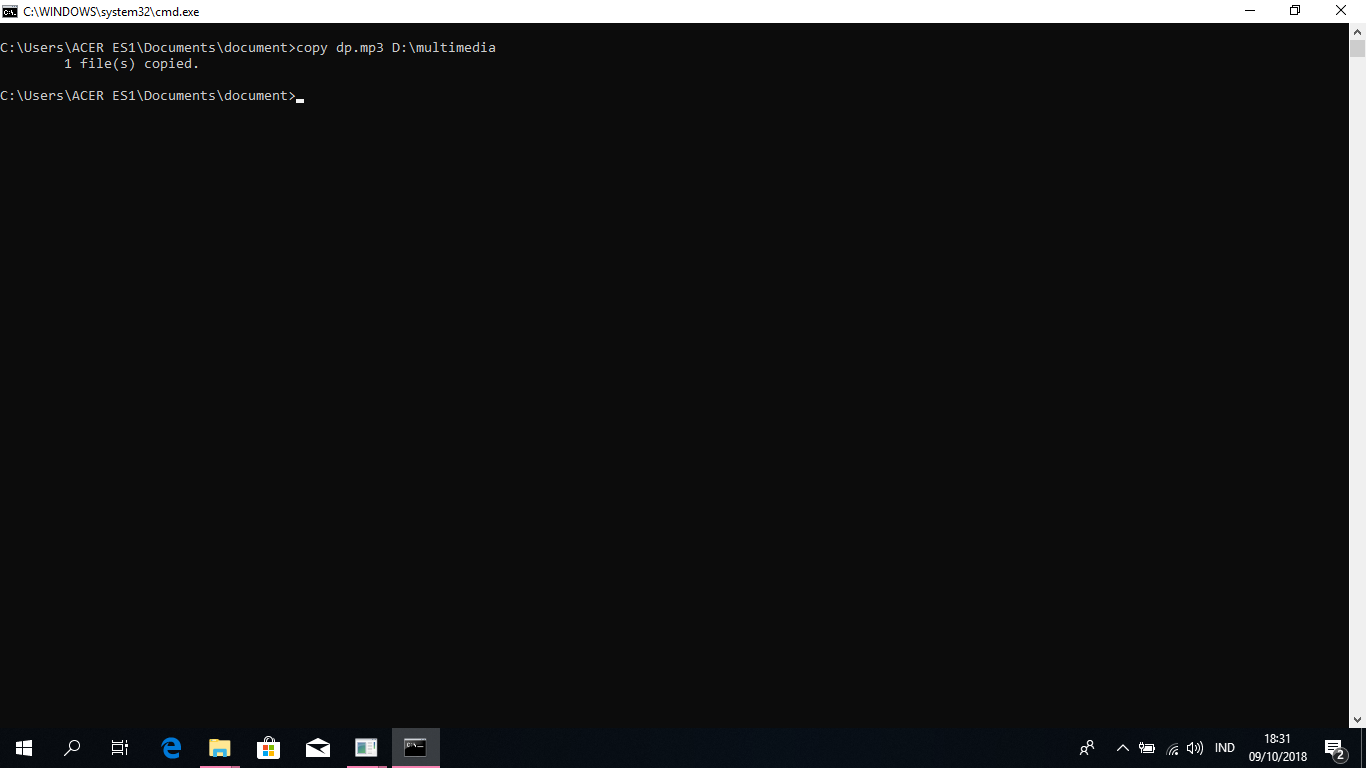 C:\WINDOWS\system32\cmd.exe
C:\Users\ACER ES1\Documents\document>copy dp.mp3 D:\multimedia
        1 file(s) copied.
C:\Users\ACER ES1\Documents\document>
IND
18:31
09/10/2018
2